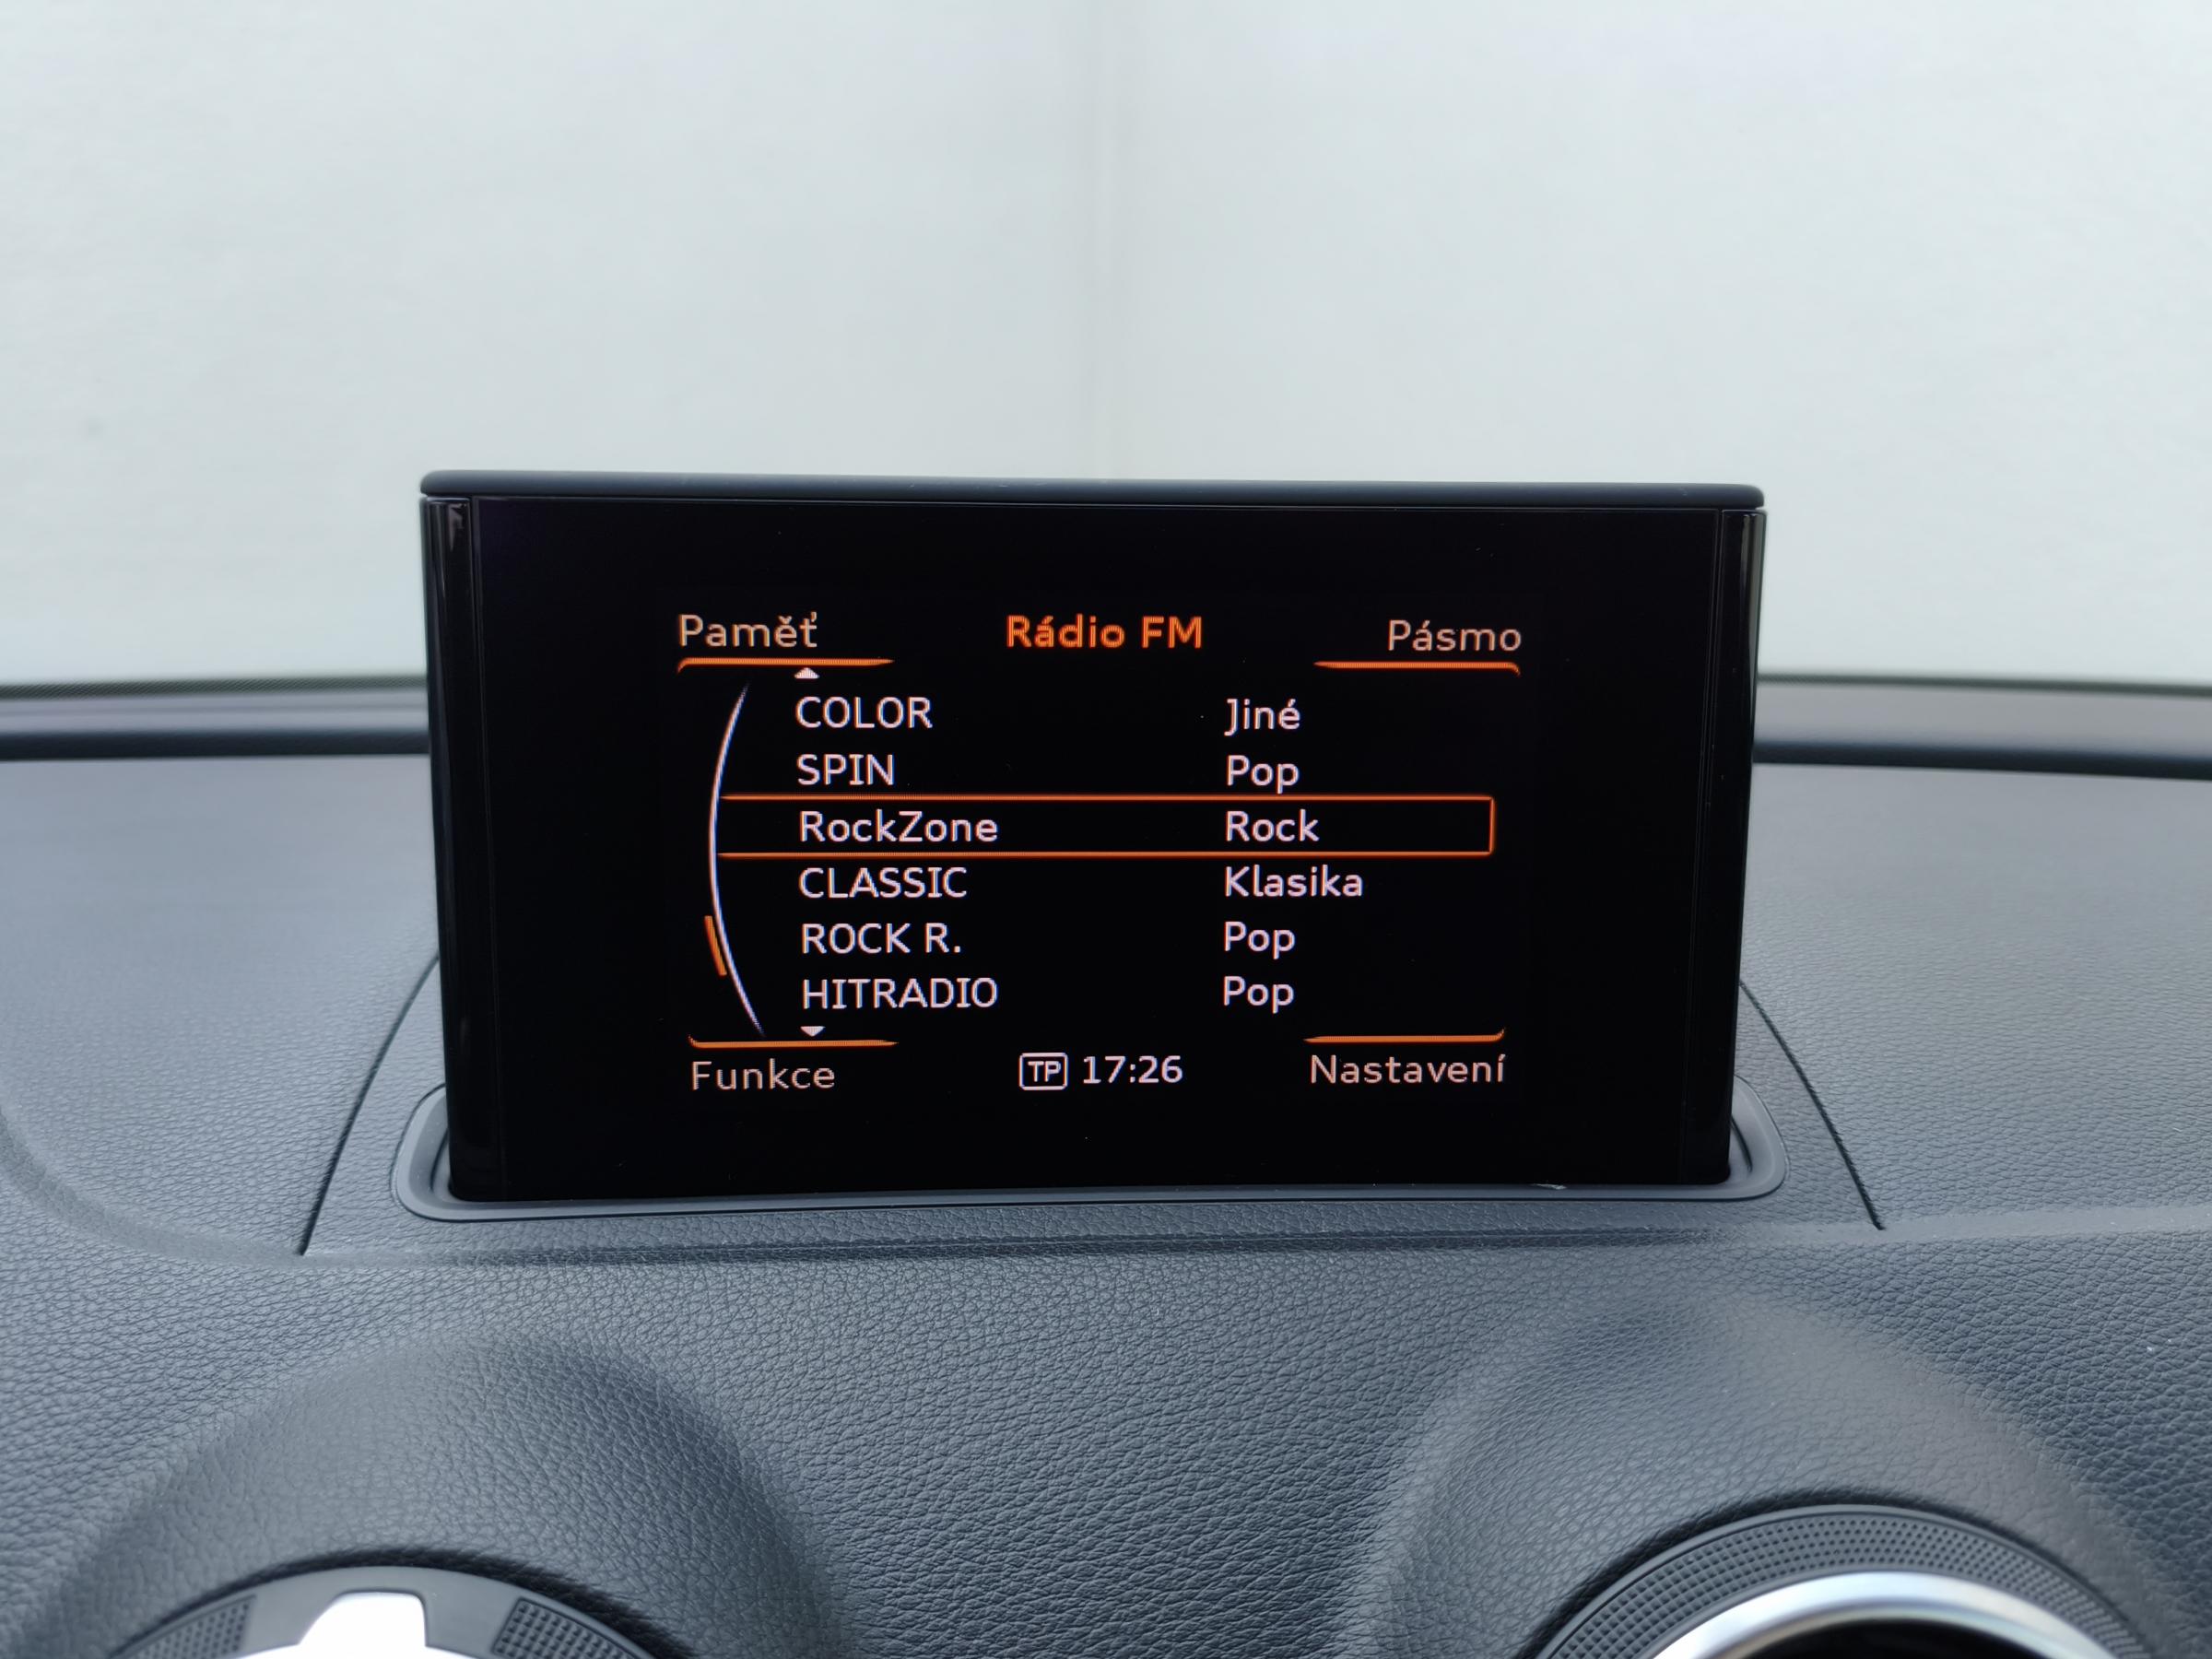 Paměť Rádio FM Pásmo
COLOR Jiné
SPIN Pop
RockZone Rock
CLASSIC Klasika
ROCK R. Pop
HITRADIO Pop
Funkce TP 17:26 Nastavení